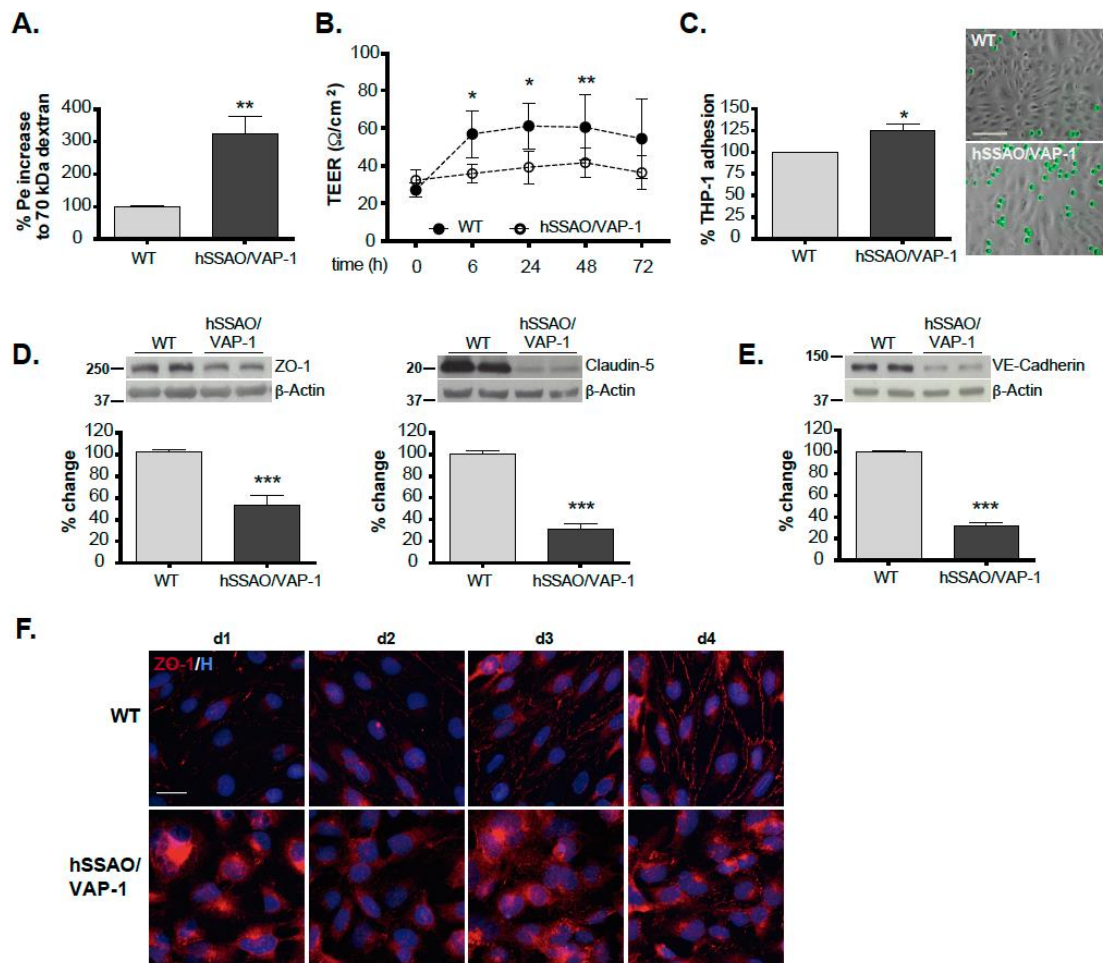 A.
% Pe increase
to 70 kDa dextran
400
300
200
100
0
**
WT
hSSAO/VAP-1
B.
TEER (Ω/cm²)
100
80
60
40
20
0
*
*
**
WT
hSSAO/VAP-1
time (h)
0
6
24
48
72
C.
% THP-1 adhesion
150
125
100
75
50
25
0
*
WT
hSSAO/VAP-1
WT
hSSAO/VAP-1
D.
WT
hSSAO/
VAP-1
250
ZO-1
β-Actin
37
% change
120
100
80
60
40
20
0
***
WT
hSSAO/VAP-1
WT
hSSAO/
VAP-1
20
Claudin-5
β-Actin
37
% change
120
100
80
60
40
20
0
***
WT
hSSAO/VAP-1
E.
WT
hSSAO/
VAP-1
150
VE-Cadherin
β-Actin
37
% change
120
100
80
60
40
20
0
***
WT
hSSAO/VAP-1
F.
d1
d2
d3
d4
ZO-1/H
WT
hSSAO/
VAP-1